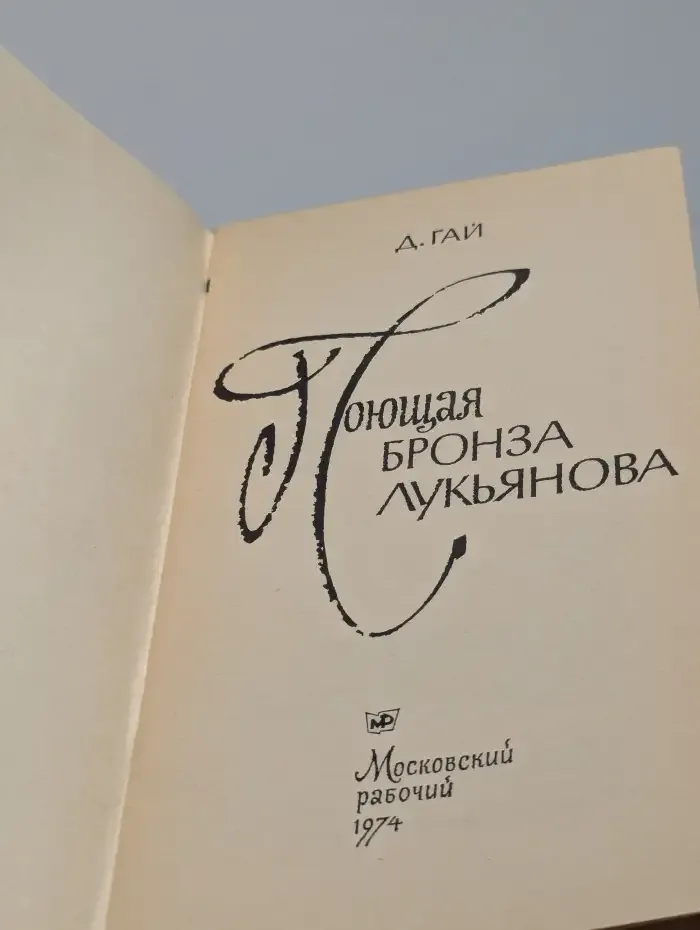 Д. ГАЙ
Поющая
БРОНЗА
ЛУКЬЯНОВА
МР
Московский
рабочий
1974